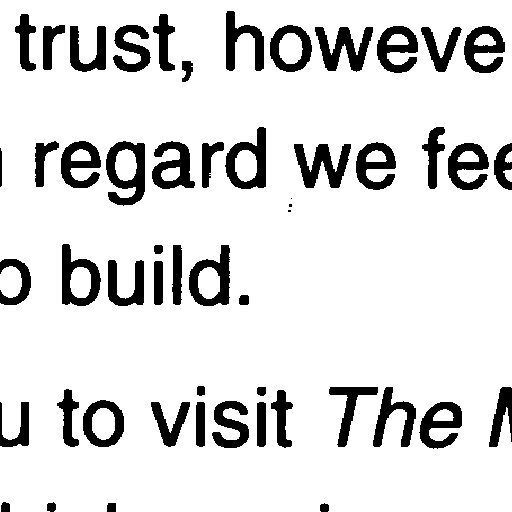 trust, howeve
regard we fee
o build.
u to visit The M